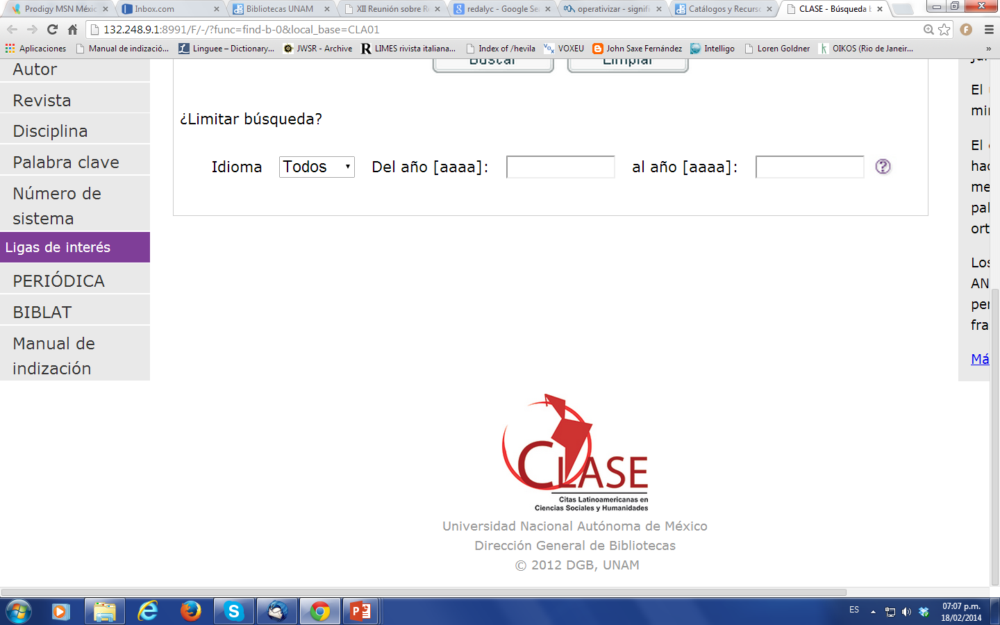 Prodigy MSN Méxic
Inbox.com
Bibliotecas UNAM
XII Reunión sobre R
redalyc - Google Se
operativizar - signifi
Catálogos y Recurs
CLASE - Búsqueda b
132.248.9.1:8991/F/-/?func=find-b-0&local_base=CLA01
Aplicaciones
Manual de indizació...
Linguee – Dictionary...
JWSR - Archive
LIMES rivista italiana...
Index of /hevila
VOXEU
John Saxe Fernández
Intelligo
Loren Goldner
OIKOS (Rio de Janeir...
»
Autor
Revista
Disciplina
Palabra clave
Número de
sistema
Ligas de interés
PERIÓDICA
BIBLAT
Manual de
indización
Buscar
Limpiar
¿Limitar búsqueda?
Idioma Todos Del año [aaaa]: al año [aaaa]: ?
El
El
hac
me
pal
ort
Los
AN
per
fra
Má
CLASE
Citas Latinoamericanas en
Ciencias Sociales y Humanidades
Universidad Nacional Autónoma de México
Dirección General de Bibliotecas
© 2012 DGB, UNAM
ES
07:07 p.m.
18/02/2014